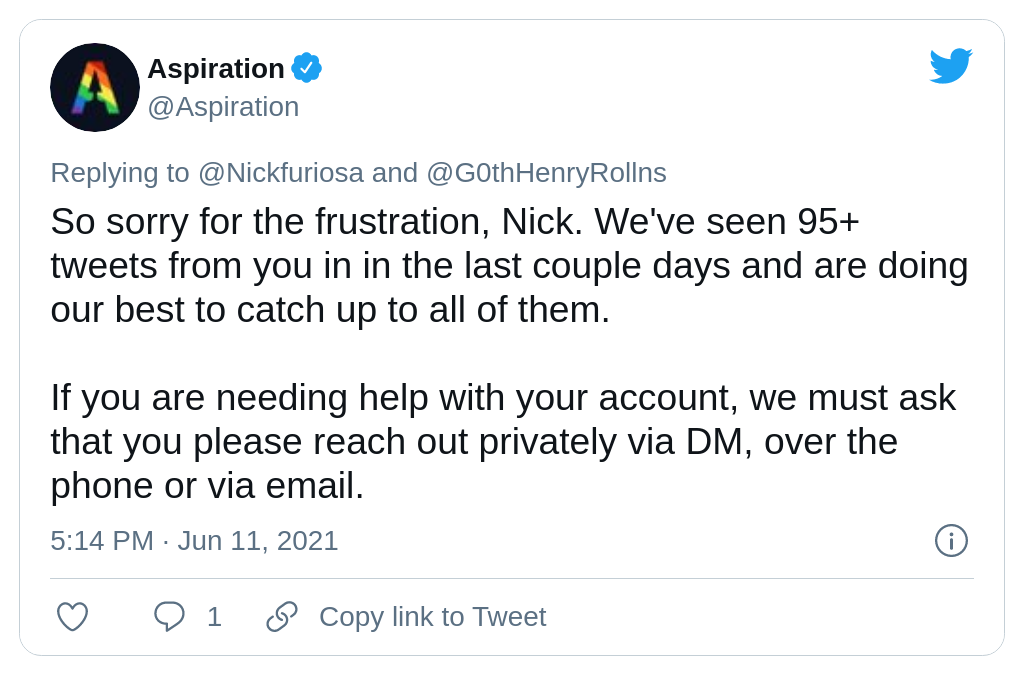 Aspiration
@Aspiration
Replying to @Nickfuriosa and @G0thHenryRollns
So sorry for the frustration, Nick. We've seen 95+
tweets from you in in the last couple days and are doing
our best to catch up to all of them.
If you are needing help with your account, we must ask
that you please reach out privately via DM, over the
phone or via email.
5:14 PM · Jun 11, 2021
1 Copy link to Tweet